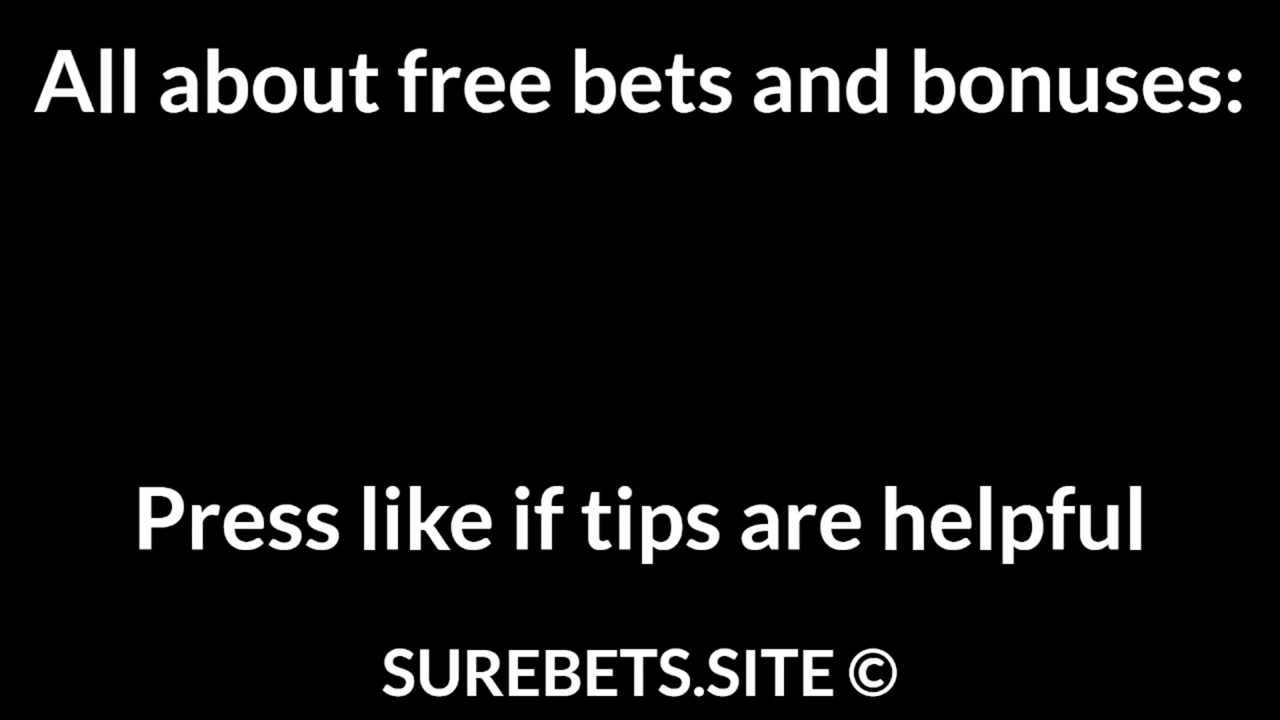 All about free bets and bonuses:
Press like if tips are helpful
SUREBETS.SITE ©